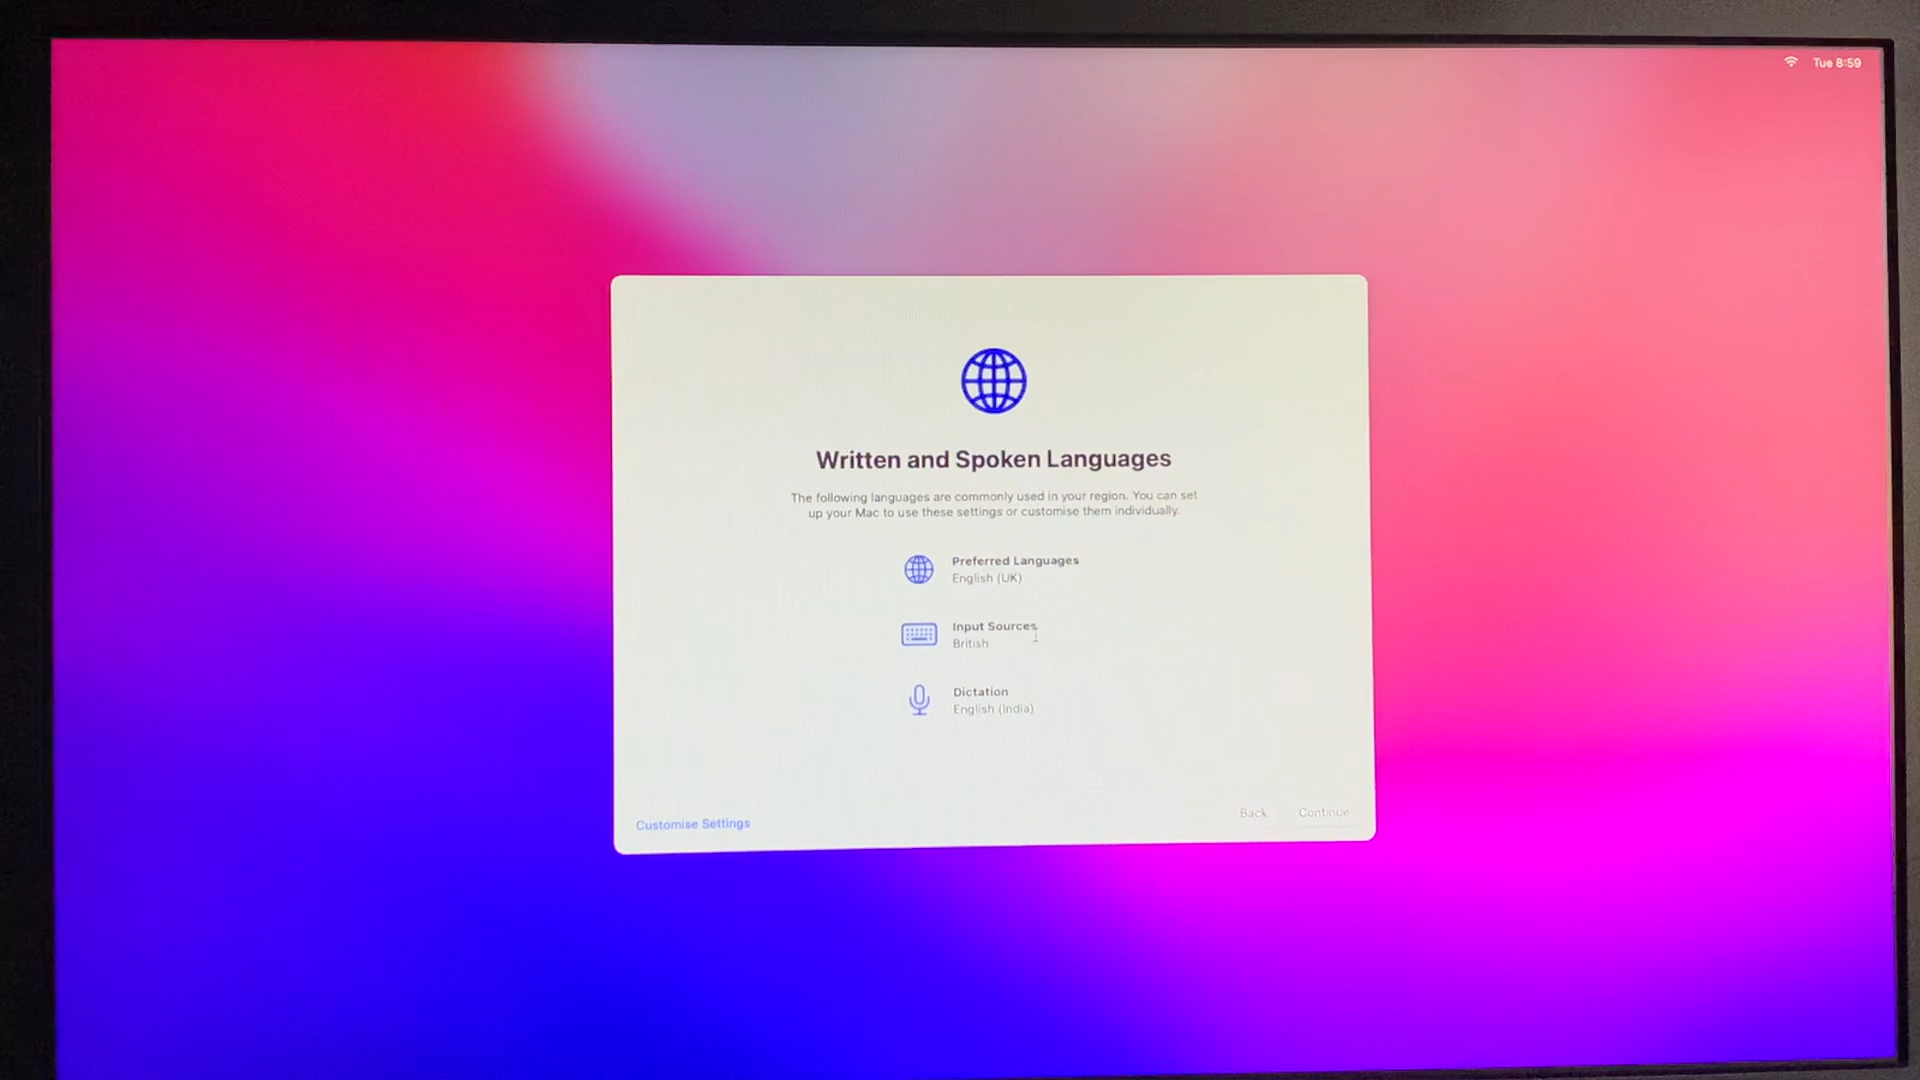 Tue 8:59
Written and Spoken Languages
The following languages are commonly used in your region. You can set
up your Mac to use these settings or customise them individually.
Preferred Languages
English (UK)
Input Sources
British
Dictation
English (India)
Customise Settings
Back
Continue